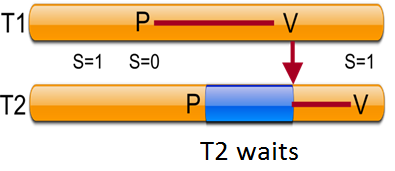 T1 P V
S=1 S=0 S=1
T2 P V
T2 waits